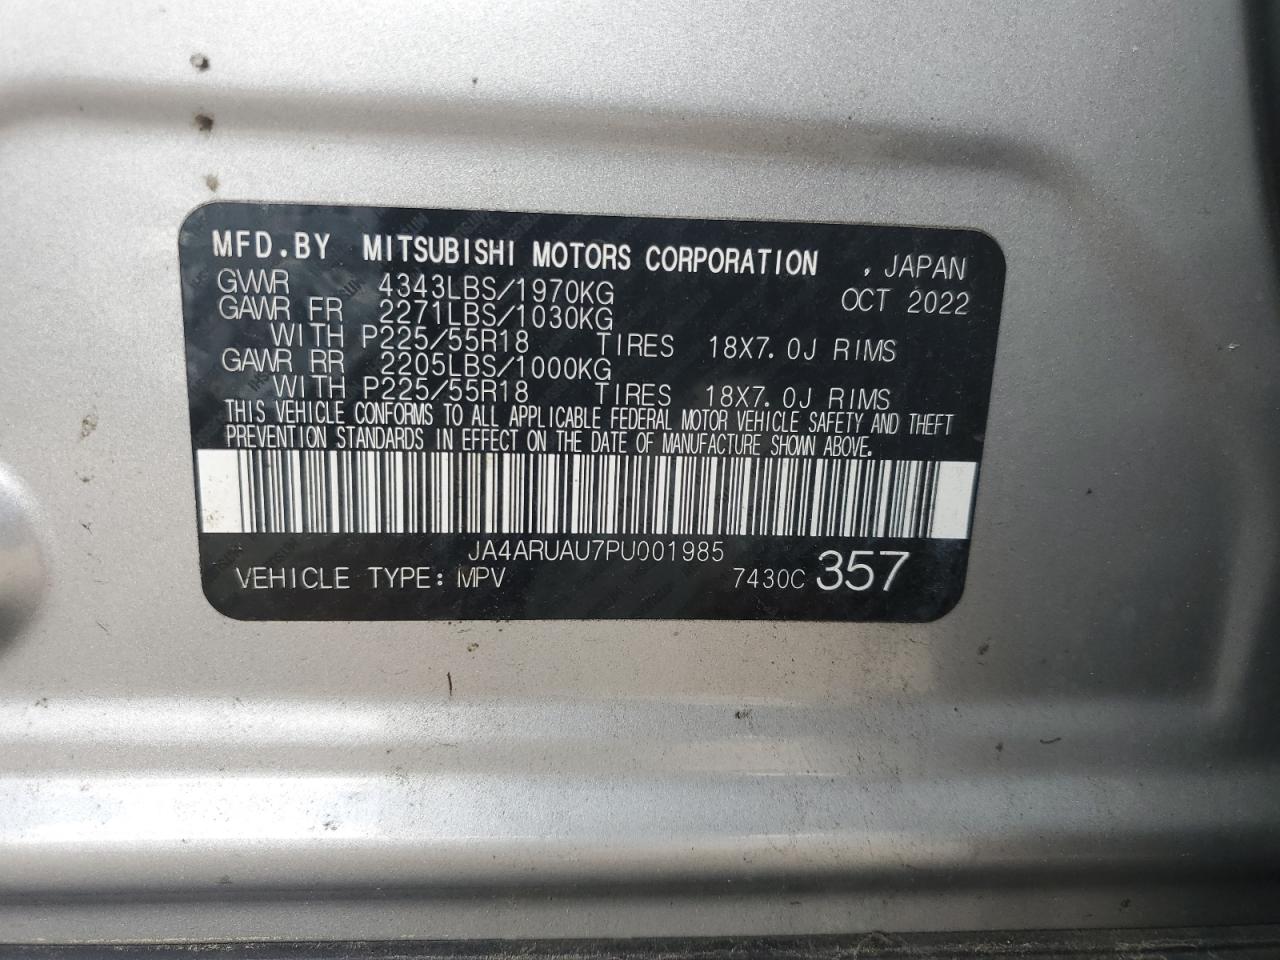 MFD.BY MITSUBISHI MOTORS CORPORATION , JAPAN
GVWR 4343LBS/1970KG OCT 2022
GAWR FR 2271LBS/1030KG
WITH P225/55R18 TIRES 18X7.0J RIMS
GAWR RR 2205LBS/1000KG
WITH P225/55R18 TIRES 18X7.0J RIMS
THIS VEHICLE CONFORMS TO ALL APPLICABLE FEDERAL MOTOR VEHICLE SAFETY AND THEFT
PREVENTION STANDARDS IN EFFECT ON THE DATE OF MANUFACTURE SHOWN ABOVE.
JA4ARUAU7PU001985
VEHICLE TYPE: MPV 7430C 357